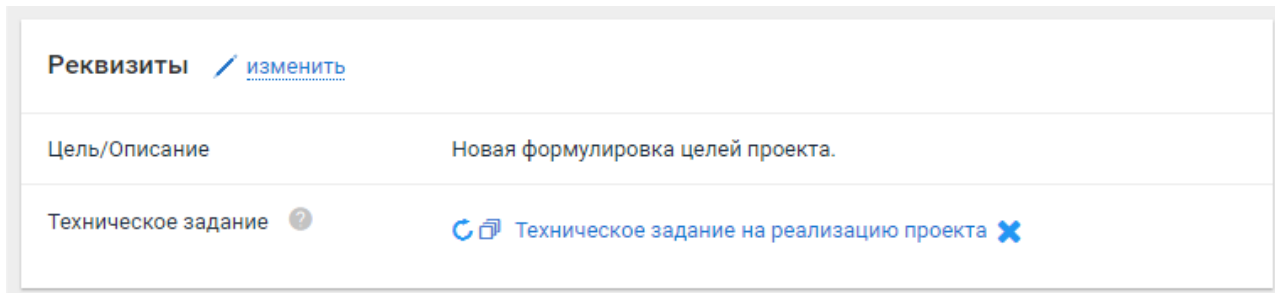 Реквизиты изменить
Цель/Описание Новая формулировка целей проекта.
Техническое задание ? Техническое задание на реализацию проекта